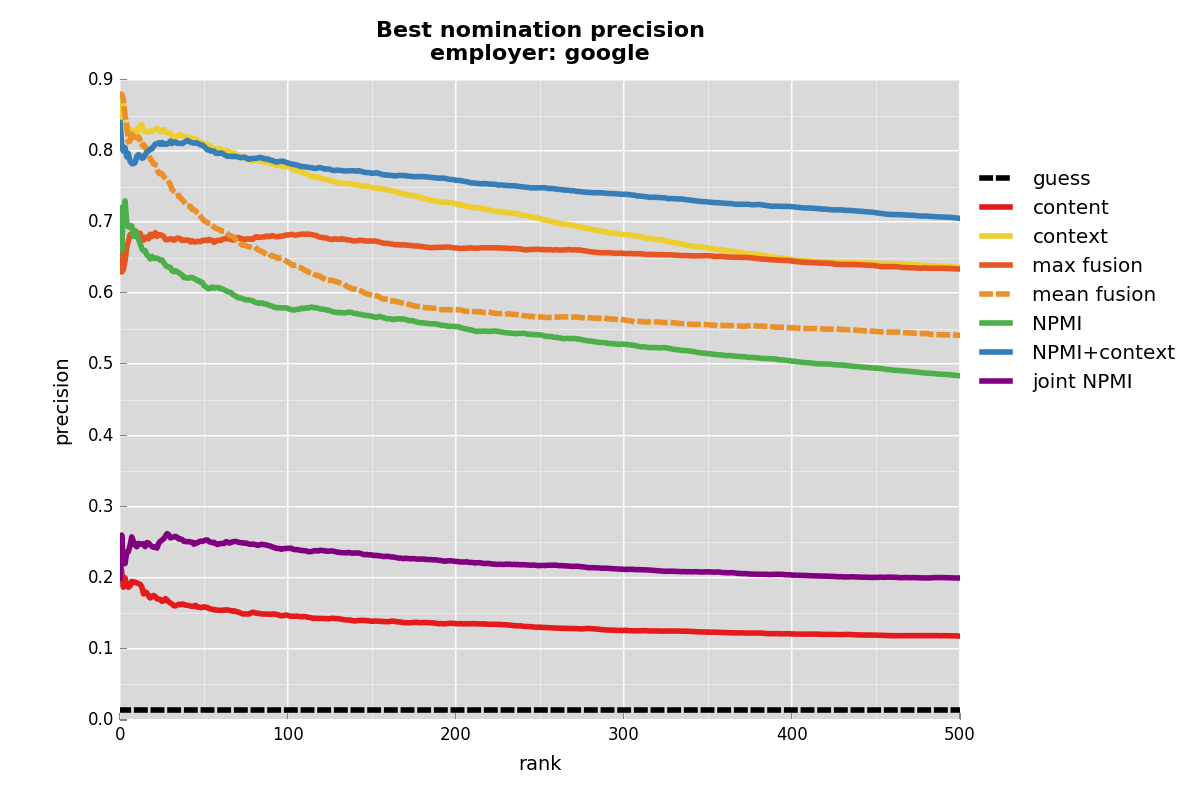 Best nomination precision
employer: google
precision
0.9
0.8
0.7
0.6
0.5
0.4
0.3
0.2
0.1
0.0
0
100
200
300
400
500
rank
guess
content
context
max fusion
mean fusion
NPMI
NPMI+context
joint NPMI